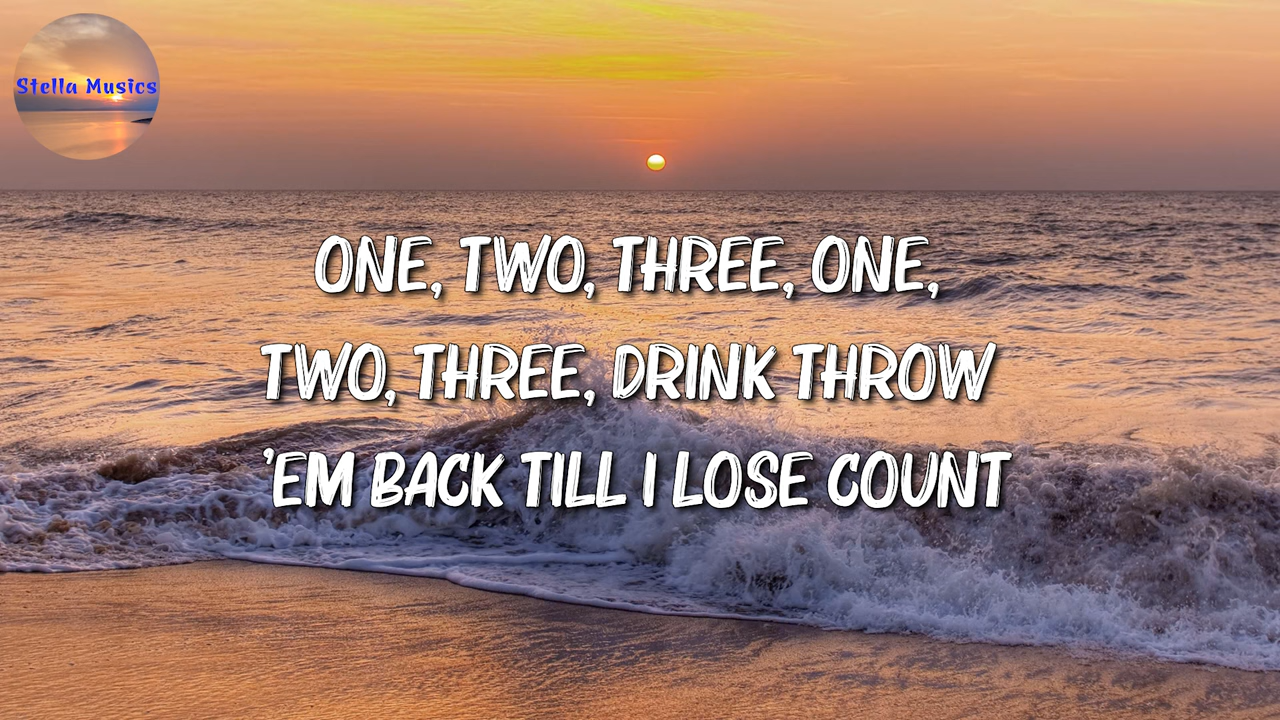 Stella Musics
ONE, TWO, THREE, ONE,
TWO, THREE, DRINK THROW
'EM BACK TILL I LOSE COUNT